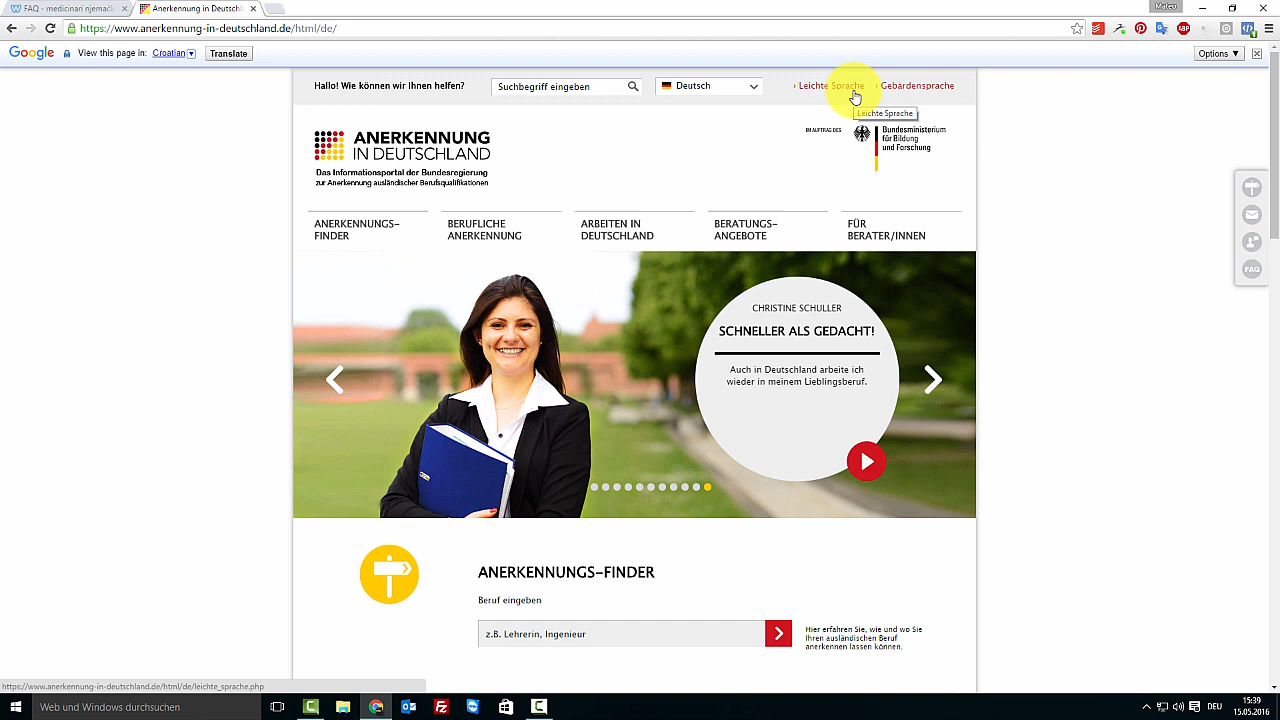 FAQ - medicinari njemačk
Anerkennung in Deutschl
Mateo
https://www.anerkennung-in-deutschland.de/html/de/
Google
View this page in: Croatian
Translate
Options ▼
Hallo! Wie können wir Ihnen helfen?
Suchbegriff eingeben
Deutsch
› Leichte Sprache
› Gebärdensprache
Leichte Sprache
ANERKENNUNG
IN DEUTSCHLAND
Das Informationsportal der Bundesregierung
zur Anerkennung ausländischer Berufsqualifikationen
IM AUFTRAG DES
Bundesministerium
für Bildung
und Forschung
ANERKENNUNGS-
FINDER
BERUFLICHE
ANERKENNUNG
ARBEITEN IN
DEUTSCHLAND
BERATUNGS-
ANGEBOTE
FÜR
BERATER/INNEN
FAQ
CHRISTINE SCHULLER
SCHNELLER ALS GEDACHT!
Auch in Deutschland arbeite ich
wieder in meinem Lieblingsberuf.
ANERKENNUNGS-FINDER
Beruf eingeben
z.B. Lehrerin, Ingenieur
Hier erfahren Sie, wie und wo Sie
Ihren ausländischen Beruf
anerkennen lassen können.
https://www.anerkennung-in-deutschland.de/html/de/leichte_sprache.php
Web und Windows durchsuchen
DEU
15:39
15.05.2016